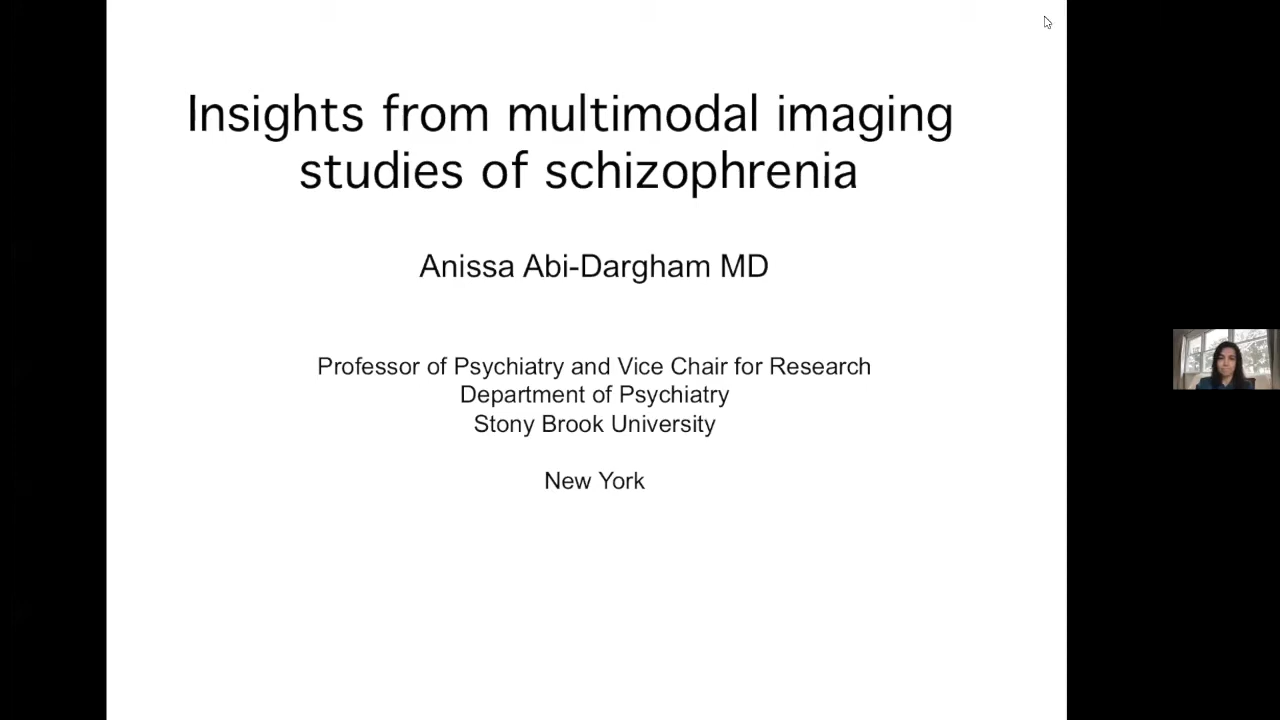 Insights from multimodal imaging
studies of schizophrenia
Anissa Abi-Dargham MD
Professor of Psychiatry and Vice Chair for Research
Department of Psychiatry
Stony Brook University
New York